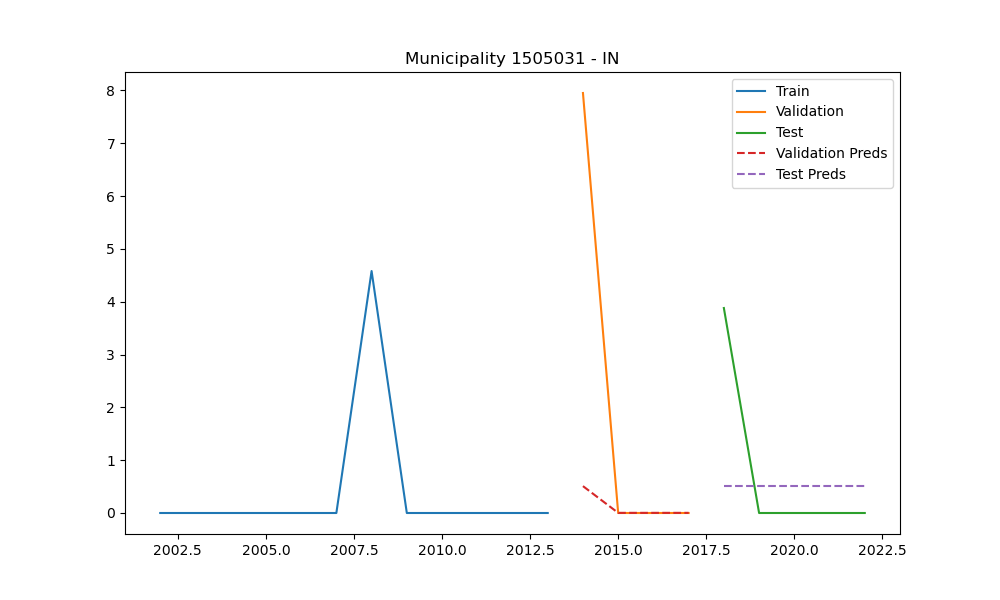 Municipality 1505031 - IN
Train
Validation
Test
Validation Preds
Test Preds
8
7
6
5
4
3
2
1
0
2002.5 2005.0 2007.5 2010.0 2012.5 2015.0 2017.5 2020.0 2022.5